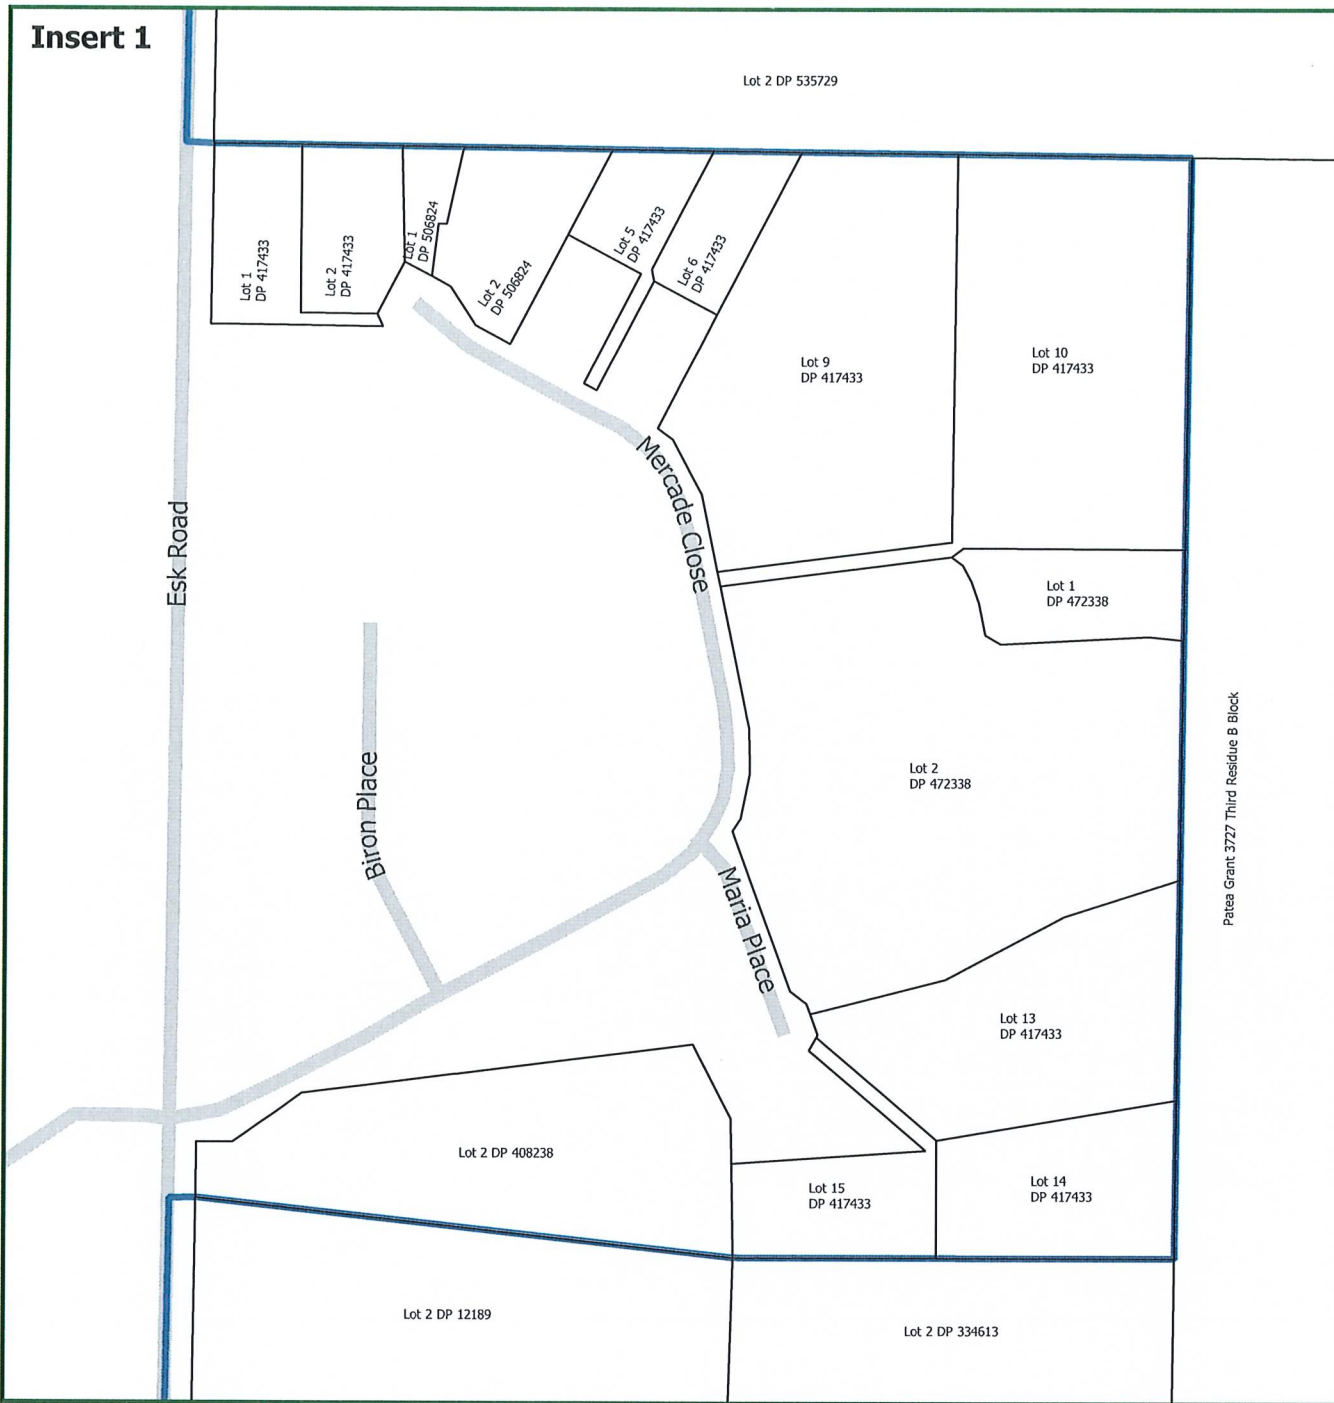 Insert 1
Lot 2 DP 535729
Lot 1
DP 417433
Lot 2
DP 417433
Lot 1
DP 506824
Lot 2
DP 506824
Lot 5
DP 417433
Lot 6
DP 417433
Lot 9
DP 417433
Lot 10
DP 417433
Mercade Close
Esk Road
Lot 1
DP 472338
Lot 2
DP 472338
Patea Grant 3727 Third Residue B Block
Biron Place
Maria Place
Lot 13
DP 417433
Lot 2 DP 408238
Lot 15
DP 417433
Lot 14
DP 417433
Lot 2 DP 12189
Lot 2 DP 334613